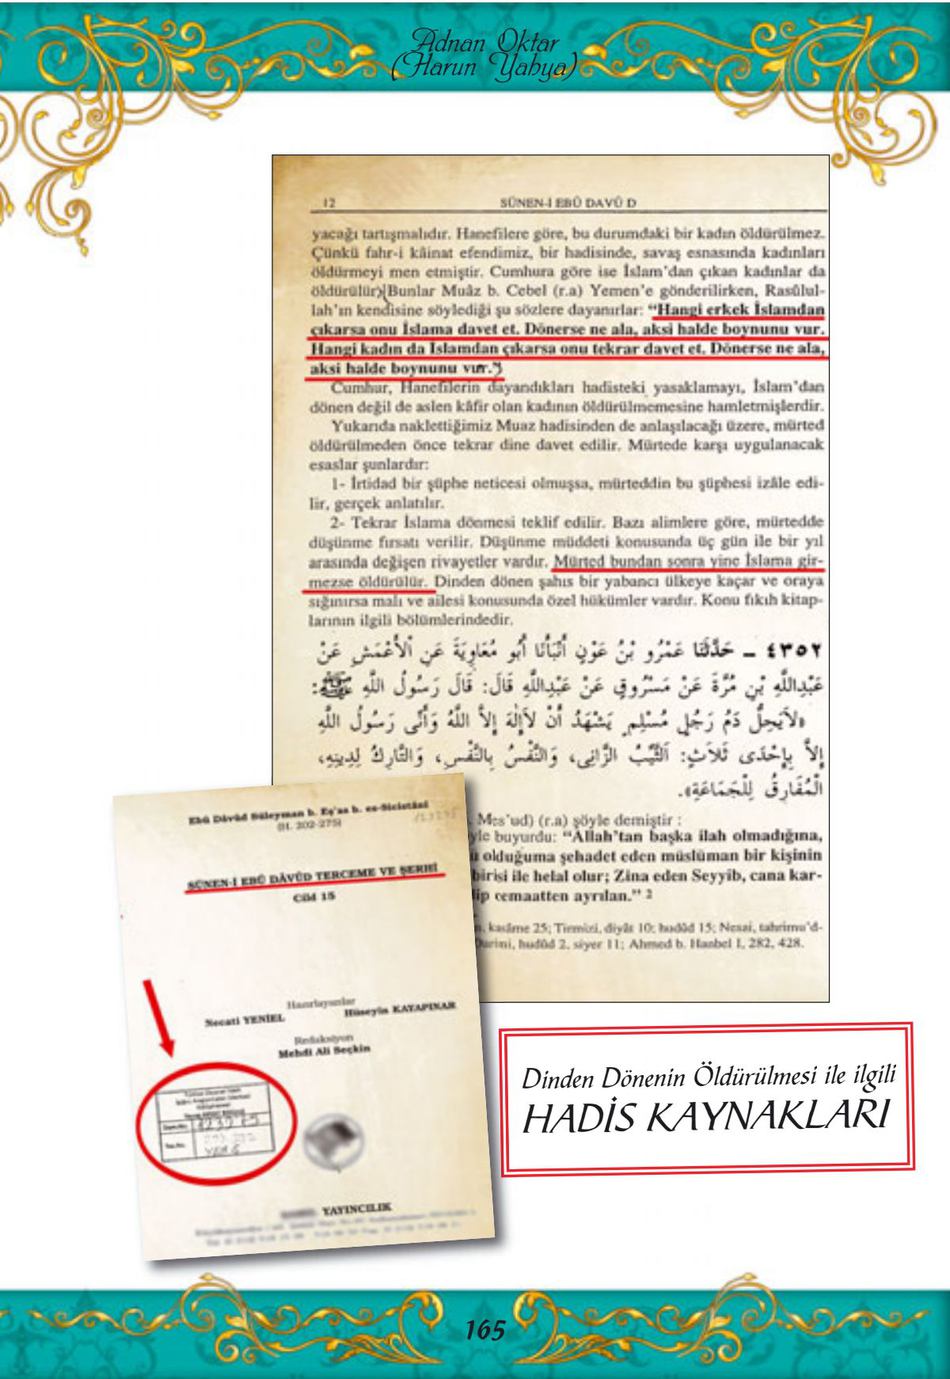 Adnan Oktar
(Harun Yahya)
12 SÜNEN-İ EBÛ DAVÛD
yacağı tartışmalıdır. Hanefilere göre, bu durumdaki bir kadın öldürülmez.
Çünkü fahr-i kâinat efendimiz, bir hadisinde, savaş esnasında kadınları
öldürmeyi men etmiştir. Cumhura göre ise İslam'dan çıkan kadınlar da
öldürülür. Bunlar Muâz b. Cebel (r.a) Yemen'e gönderilirken, Rasûlul-
lah'ın kendisine söylediği şu sözlere dayanırlar: "Hangi erkek İslamdan
çıkarsa onu İslama davet et. Dönerse ne ala, aksi halde boynunu vur.
Hangi kadın da İslamdan çıkarsa onu tekrar davet et. Dönerse ne ala,
aksi halde boynunu vur."
Cumhur, Hanefilerin dayandıkları hadisteki yasaklamayı, İslam'dan
dönen değil de aslen kâfir olan kadının öldürülmemesine hamletmişlerdir.
Yukarıda naklettiğimiz Muaz hadisinden de anlaşılacağı üzere, mürted
öldürülmeden önce tekrar dine davet edilir. Mürtede karşı uygulanacak
esaslar şunlardır:
1- İrtidad bir şüphe neticesi olmuşsa, mürteddin bu şüphesi izâle edi-
lir, gerçek anlatılır.
2- Tekrar İslama dönmesi teklif edilir. Bazı alimlere göre, mürtedde
düşünme fırsatı verilir. Düşünme müddeti konusunda üç gün ile bir yıl
arasında değişen rivayetler vardır. Mürted bundan sonra yine İslama gir-
mezse öldürülür. Dinden dönen şahıs bir yabancı ülkeye kaçar ve oraya
sığınırsa malı ve ailesi konusunda özel hükümler vardır. Konu fıkıh kitap-
larının ilgili bölümlerindedir.
٤٣٥٢ – حَدَّثَنَا عَمْرُو بْنُ عَوْنٍ أَنْبَأَنَا أَبُو مُعَاوِيَةَ عَنِ الْأَعْمَشِ عَنْ
عَبْدِاللَّهِ بْنِ مُرَّةَ عَنْ مَسْرُوقٍ عَنْ عَبْدِاللَّهِ قَالَ: قَالَ رَسُولُ اللَّهِ ﷺ:
«لَايَحِلُّ دَمُ رَجُلٍ مُسْلِمٍ يَشْهَدُ أَنْ لَاإِلٰهَ إِلاَّ اللَّهُ وَأَنِّى رَسُولُ اللَّهِ
إِلاَّ بِإِحْدَى ثَلَاثٍ: اَلثَّيِّبُ الزَّانِى، وَالنَّفْسُ بِالنَّفْسِ، وَالتَّارِكُ لِدِينِهِ،
الْمُفَارِقُ لِلْجَمَاعَةِ».
Mes'ud) (r.a) şöyle demiştir :
yle buyurdu: "Allah'tan başka ilah olmadığına,
u olduğuma şehadet eden müslüman bir kişinin
birisi ile helal olur; Zina eden Seyyib, cana kar-
ip cemaatten ayrılan." 2
kasâme 25; Tirmizi, diyât 10; hudûd 15; Nesai, tahrimu'd-
Darimi, hudûd 2, siyer 11; Ahmed b. Hanbel I, 282, 428.
Ebû Dâvûd Süleyman b. Eş'as b. es-Sicistânî
(H. 202-275)
SÜNEN-İ EBÛ DÂVÛD TERCEME VE ŞERHİ
Cild 15
Hazırlayanlar
Necati YENİEL Hüseyin KAYAPINAR
Redaksiyon
Mehdi Ali Seçkin
YAYINCILIK
Dinden Dönenin Öldürülmesi ile ilgili
HADİS KAYNAKLARI
165